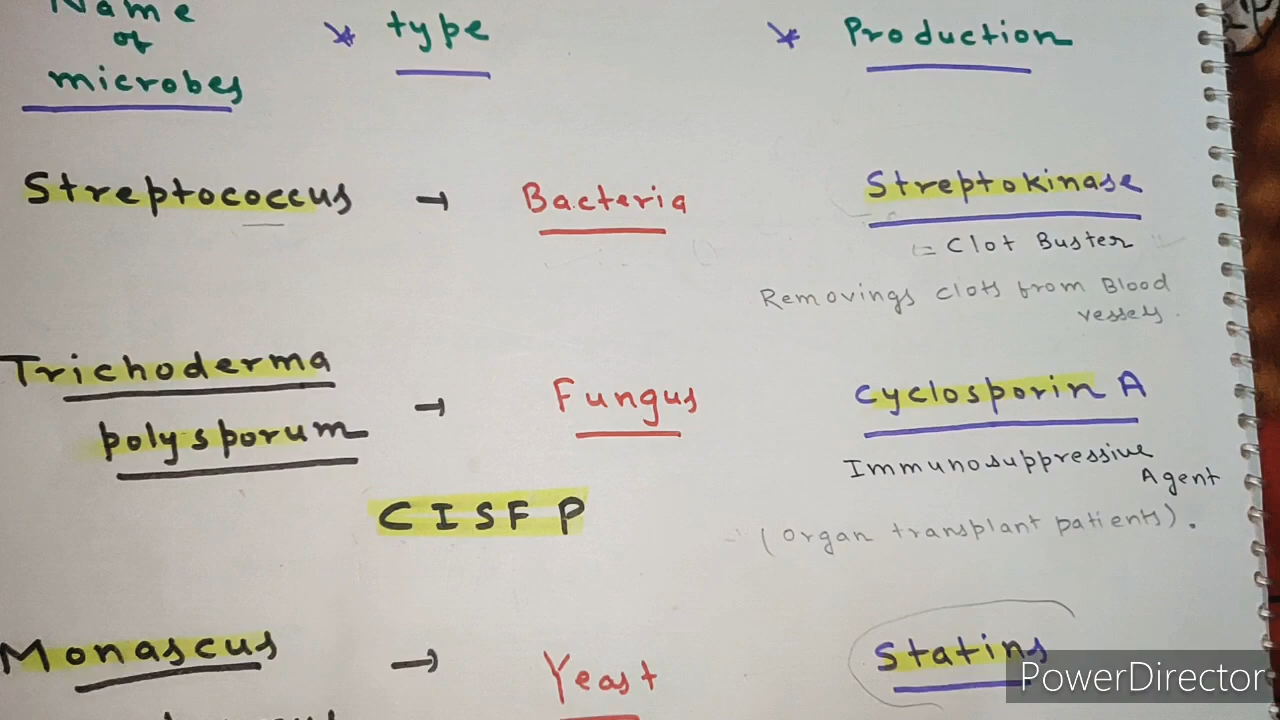 Name * type * Production
of
microbes
Streptococcus → Bacteria Streptokinase
= Clot Buster
Removings clots from Blood
vessels.
Trichoderma → Fungus Cyclosporin A
polysporum
Immunosuppressive
Agent
CISFP
(Organ transplant patients).
Monascus → Yeast Statins
PowerDirector